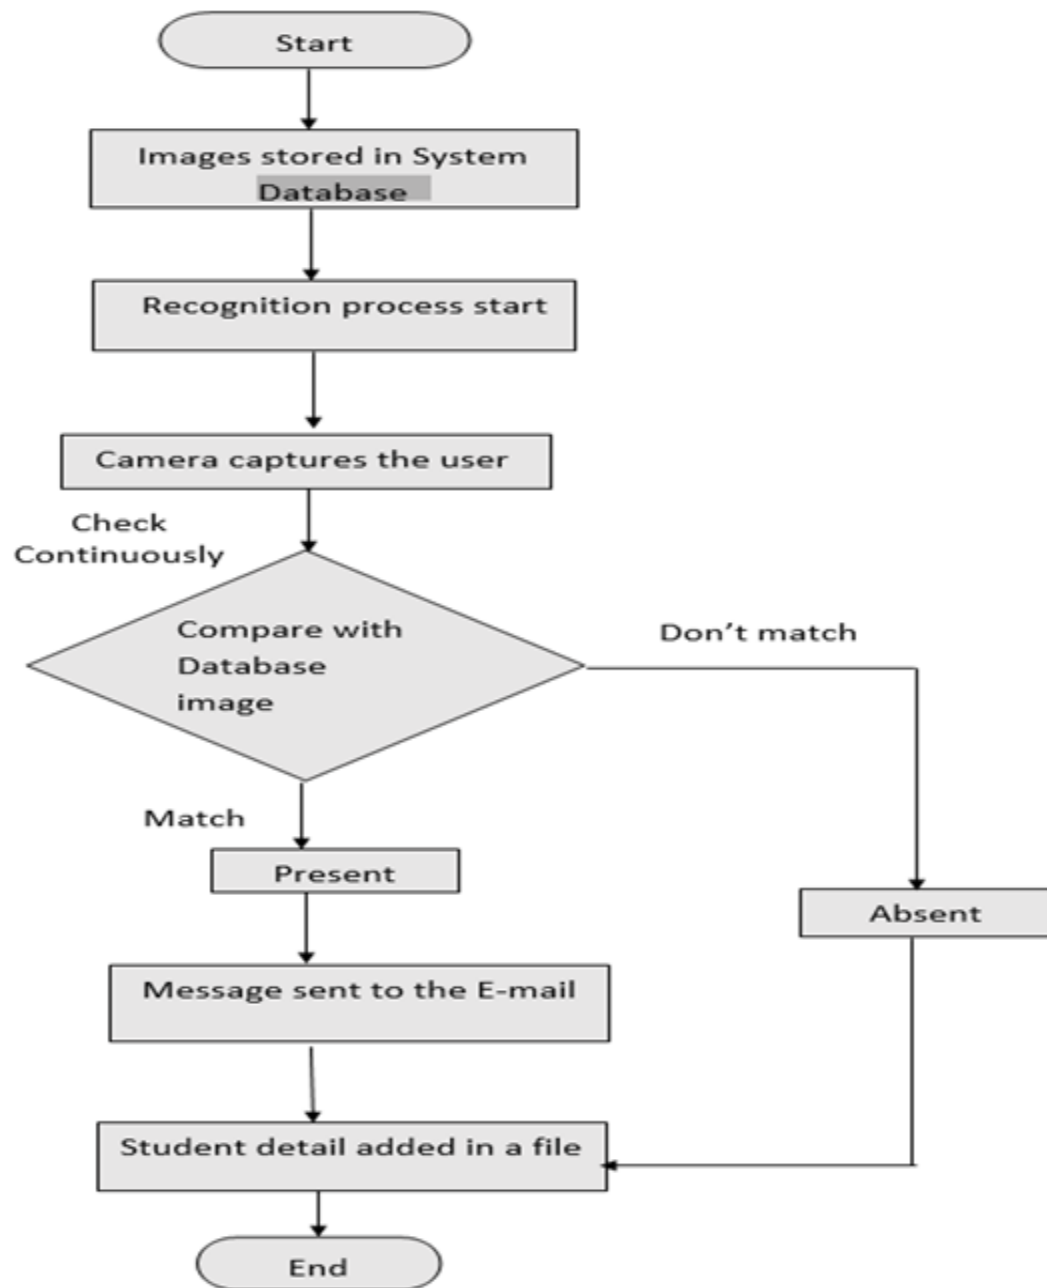 Start
Images stored in System
Database
Recognition process start
Camera captures the user
Check
Continuously
Compare with
Database
image
Don’t match
Match
Present
Absent
Message sent to the E-mail
Student detail added in a file
End